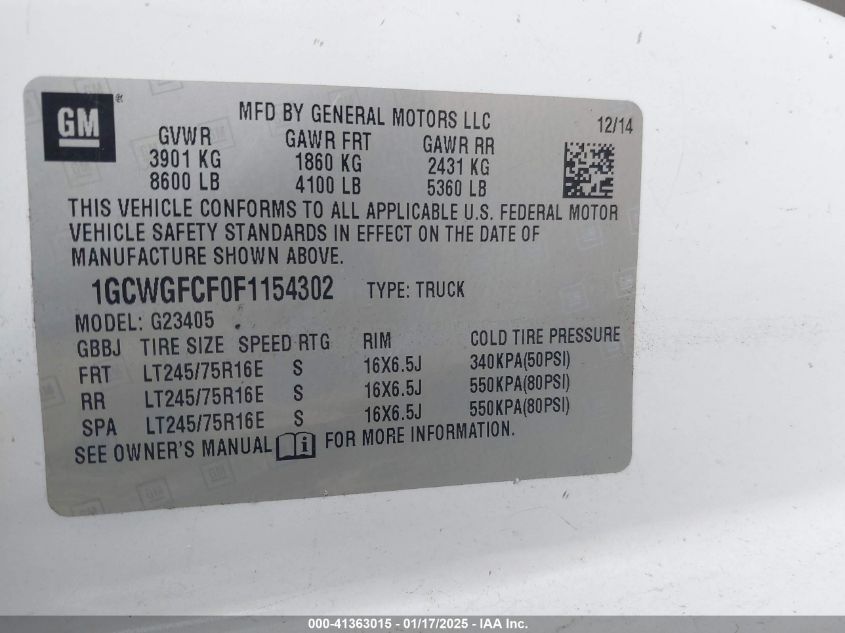 GM®
MFD BY GENERAL MOTORS LLC 12/14
GVWR GAWR FRT GAWR RR
3901 KG 1860 KG 2431 KG
8600 LB 4100 LB 5360 LB
THIS VEHICLE CONFORMS TO ALL APPLICABLE U.S. FEDERAL MOTOR
VEHICLE SAFETY STANDARDS IN EFFECT ON THE DATE OF
MANUFACTURE SHOWN ABOVE.
1GCWGFCF0F1154302 TYPE: TRUCK
MODEL: G23405
GBBJ TIRE SIZE SPEED RTG RIM COLD TIRE PRESSURE
FRT LT245/75R16E S 16X6.5J 340KPA(50PSI)
RR LT245/75R16E S 16X6.5J 550KPA(80PSI)
SPA LT245/75R16E S 16X6.5J 550KPA(80PSI)
SEE OWNER'S MANUAL i FOR MORE INFORMATION.
000-41363015 - 01/17/2025 - IAA Inc.